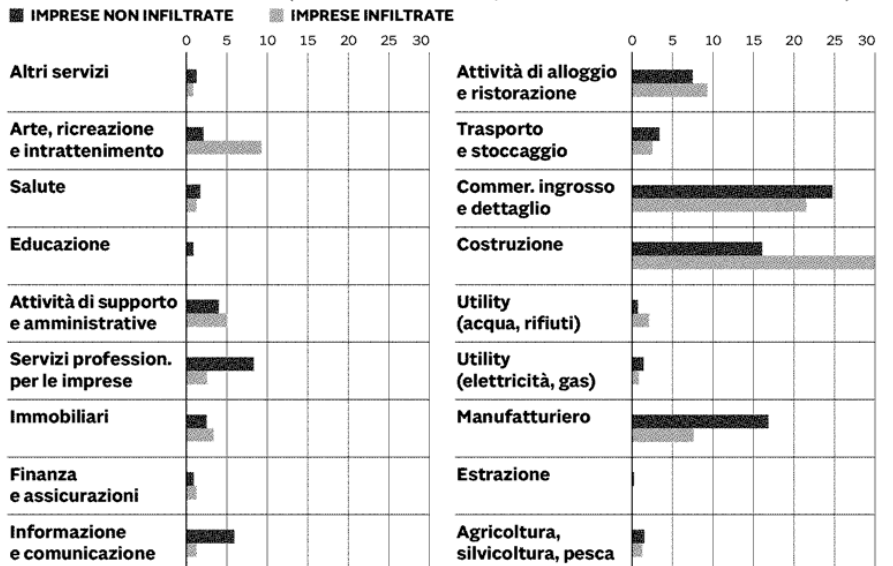 IMPRESE NON INFILTRATE IMPRESE INFILTRATE
0 5 10 15 20 25 30
Altri servizi
Arte, ricreazione
e intrattenimento
Salute
Educazione
Attività di supporto
e amministrative
Servizi profession.
per le imprese
Immobiliari
Finanza
e assicurazioni
Informazione
e comunicazione
0 5 10 15 20 25 30
Attività di alloggio
e ristorazione
Trasporto
e stoccaggio
Commer. ingrosso
e dettaglio
Costruzione
Utility
(acqua, rifiuti)
Utility
(elettricità, gas)
Manufatturiero
Estrazione
Agricoltura,
silvicoltura, pesca